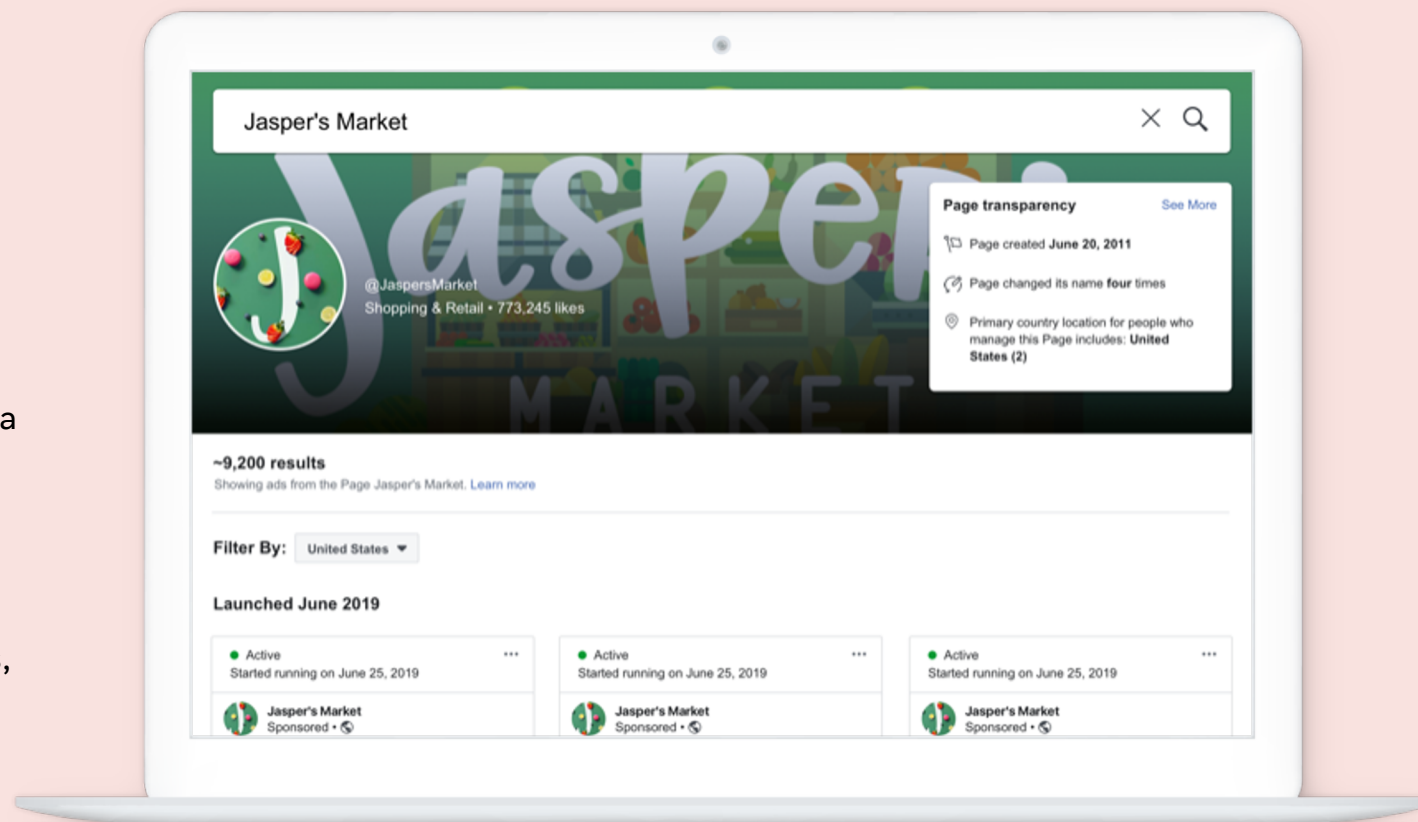 a
,
Jasper's Market
Jasper's
MARKET
Page transparency
See More
Page created June 20, 2011
Page changed its name four times
Primary country location for people who
manage this Page includes: United
States (2)
J
@JaspersMarket
Shopping & Retail • 773,245 likes
~9,200 results
Showing ads from the Page Jasper's Market. Learn more
Filter By:
United States
Launched June 2019
Active
Started running on June 25, 2019
Jasper's Market
Sponsored •
Active
Started running on June 25, 2019
Jasper's Market
Sponsored •
Active
Started running on June 25, 2019
Jasper's Market
Sponsored •